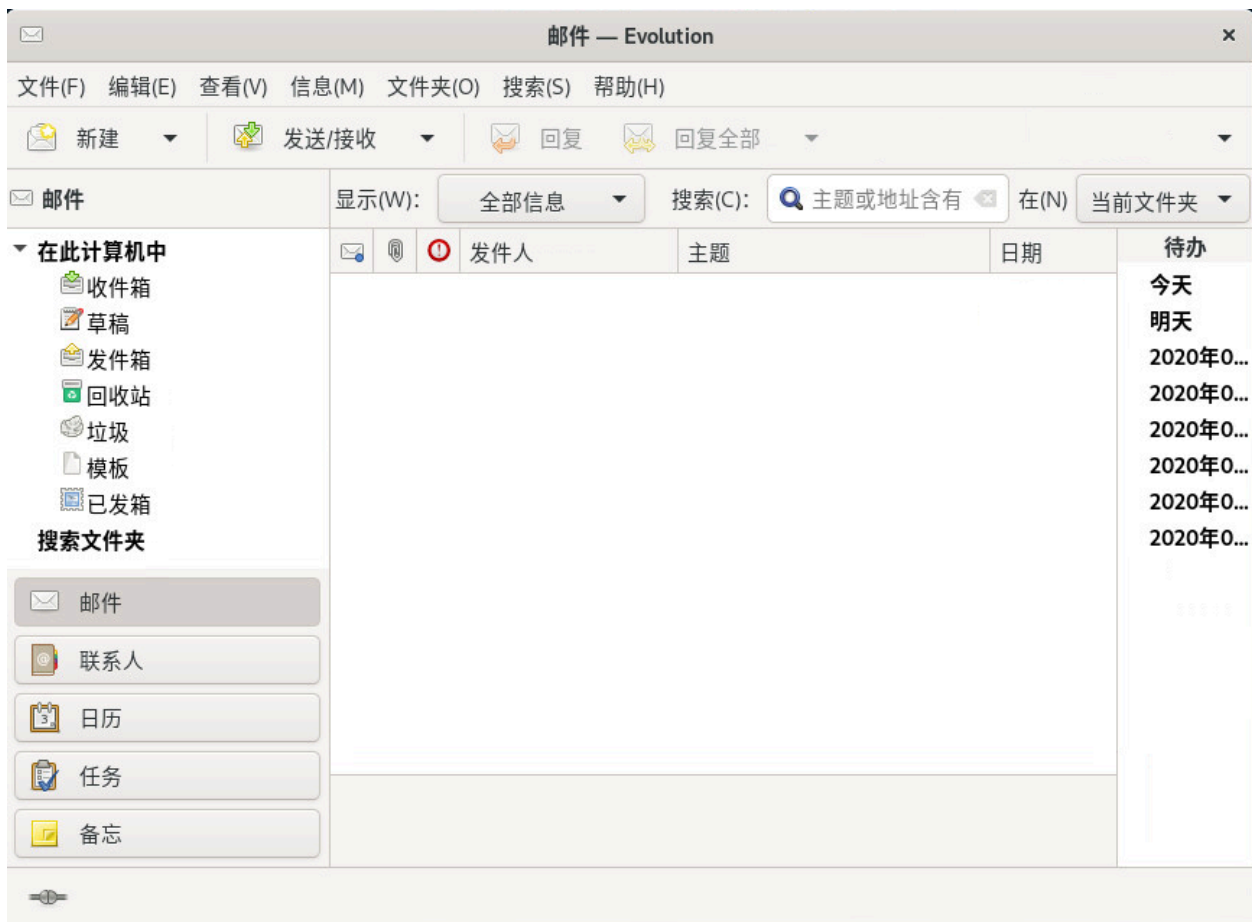 邮件 — Evolution
文件(F) 编辑(E) 查看(V) 信息(M) 文件夹(O) 搜索(S) 帮助(H)
新建 发送/接收 回复 回复全部
邮件 显示(W): 全部信息 搜索(C): 主题或地址含有 在(N) 当前文件夹
在此计算机中
收件箱
草稿
发件箱
回收站
垃圾
模板
已发箱
搜索文件夹
发件人 主题 日期
待办
今天
明天
2020年0...
2020年0...
2020年0...
2020年0...
2020年0...
2020年0...
邮件
联系人
日历
任务
备忘